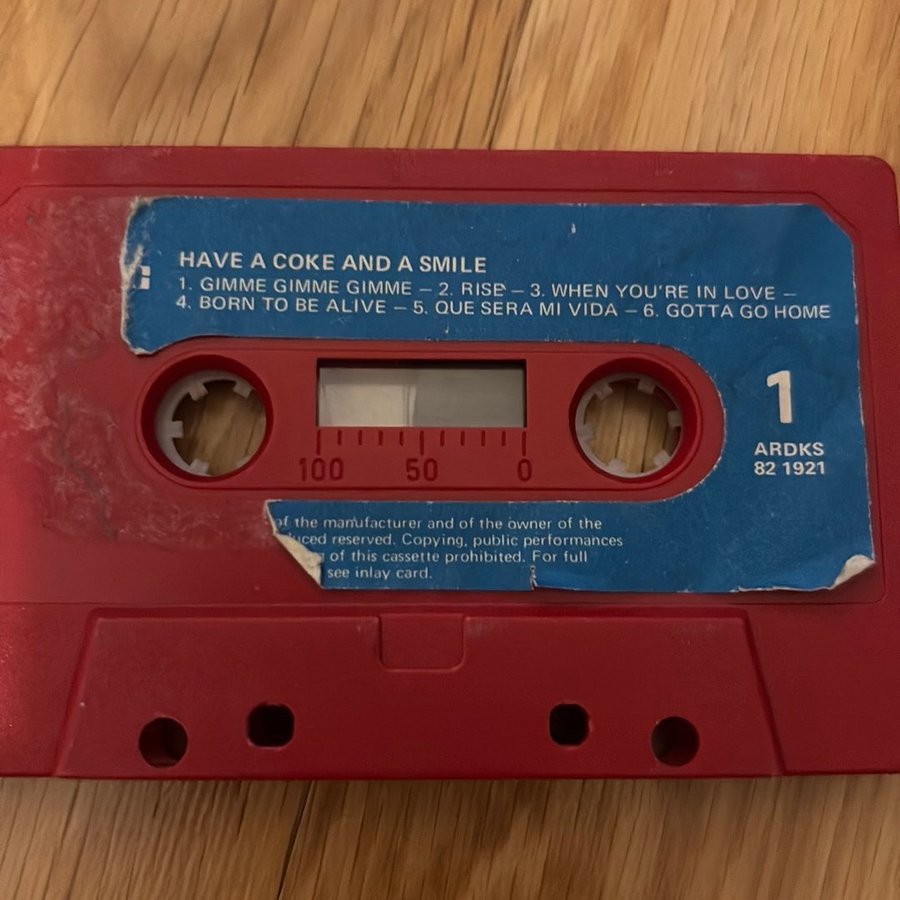 HAVE A COKE AND A SMILE
1. GIMME GIMME GIMME – 2. RISE – 3. WHEN YOU'RE IN LOVE –
4. BORN TO BE ALIVE – 5. QUE SERA MI VIDA – 6. GOTTA GO HOME
1
ARDKS
82 1921
100 50 0
of the manufacturer and of the owner of the
reserved. Copying, public performances
of this cassette prohibited. For full
see inlay card.